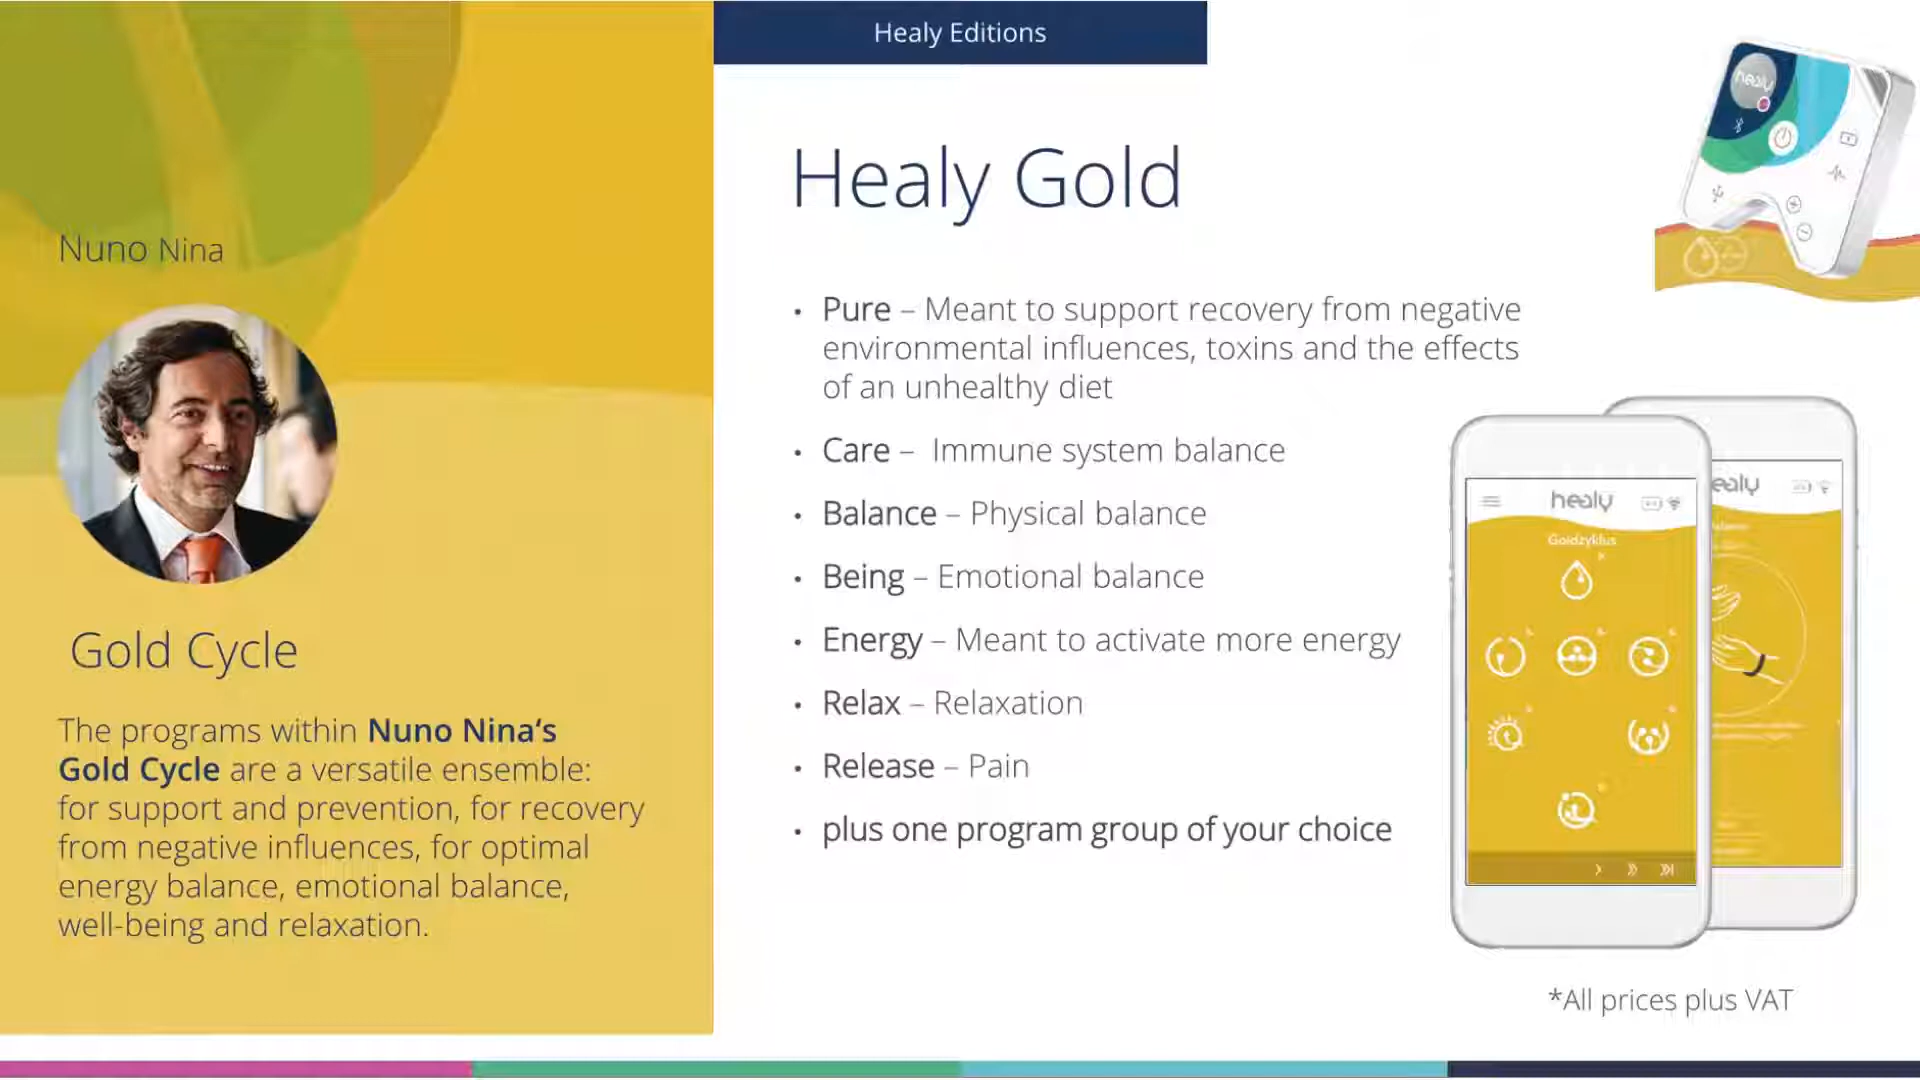 Healy Editions
healy
Healy Gold
Nuno Nina
Gold Cycle
The programs within Nuno Nina‘s
Gold Cycle are a versatile ensemble:
for support and prevention, for recovery
from negative influences, for optimal
energy balance, emotional balance,
well-being and relaxation.
• Pure – Meant to support recovery from negative
environmental influences, toxins and the effects
of an unhealthy diet
• Care – Immune system balance
• Balance – Physical balance
• Being – Emotional balance
• Energy – Meant to activate more energy
• Relax – Relaxation
• Release – Pain
• plus one program group of your choice
healy
Goldzyklus
ealy
*All prices plus VAT